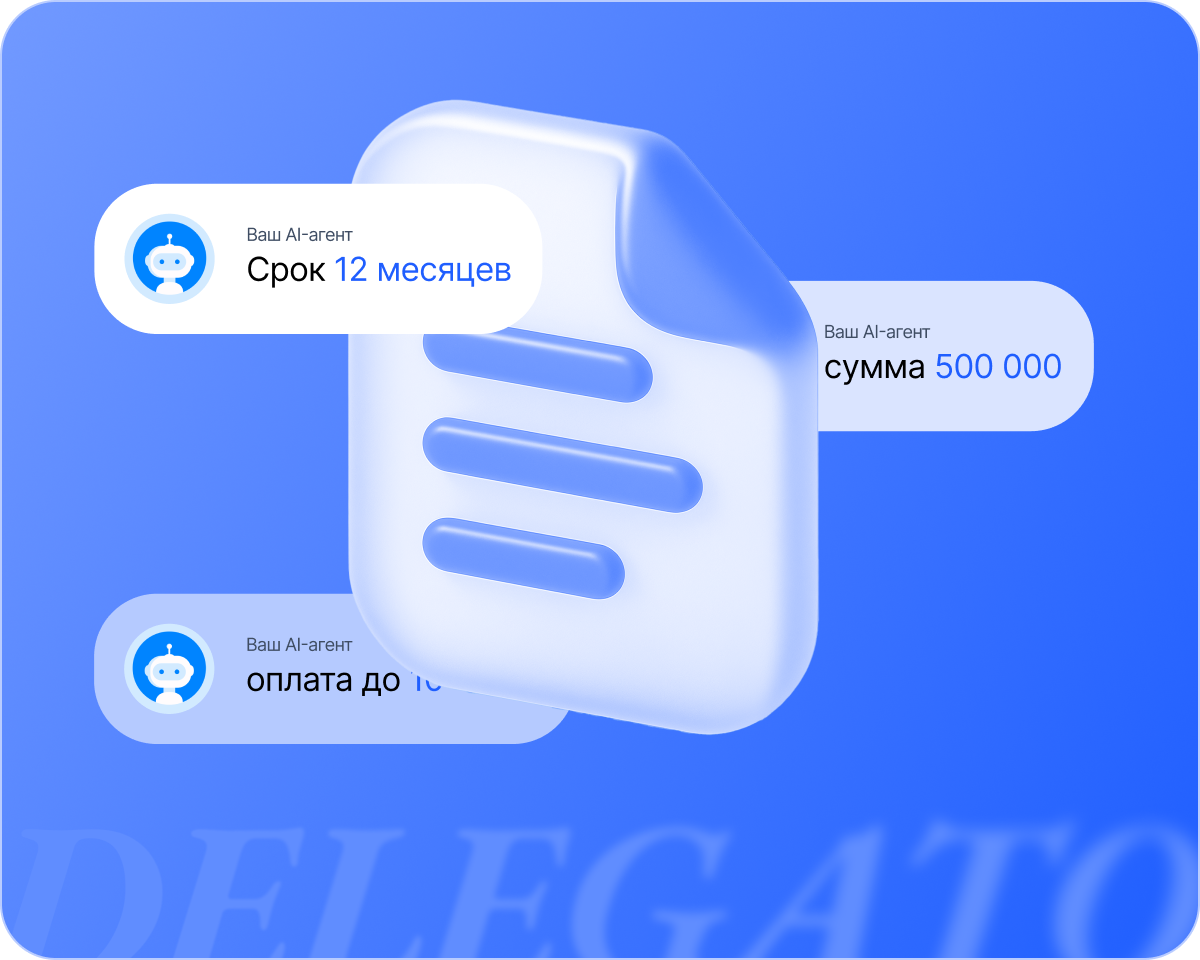 Ваш AI-агент
Срок 12 месяцев
Ваш AI-агент
сумма 500 000
Ваш AI-агент
оплата до
DELEGATO